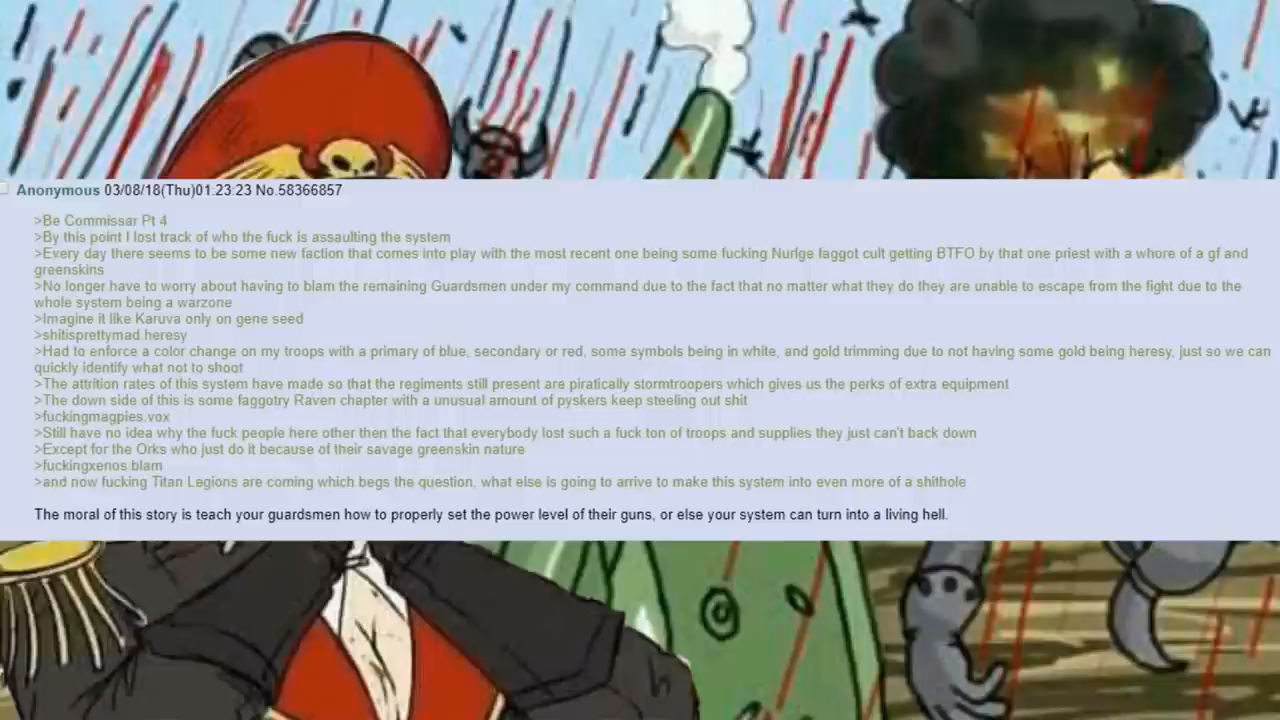 Anonymous 03/08/18(Thu)01:23:23 No.58366857
>Be Commissar Pt 4
>By this point I lost track of who the fuck is assaulting the system
>Every day there seems to be some new faction that comes into play with the most recent one being some fucking Nurlge faggot cult getting BTFO by that one priest with a whore of a gf and
greenskins
>No longer have to worry about having to blam the remaining Guardsmen under my command due to the fact that no matter what they do they are unable to escape from the fight due to the
whole system being a warzone
>Imagine it like Karuva only on gene seed
>shitisprettymad.heresy
>Had to enforce a color change on my troops with a primary of blue, secondary or red, some symbols being in white, and gold trimming due to not having some gold being heresy, just so we can
quickly identify what not to shoot
>The attrition rates of this system have made so that the regiments still present are piratically stormtroopers which gives us the perks of extra equipment
>The down side of this is some faggotry Raven chapter with a unusual amount of pyskers keep steeling out shit
>fuckingmagpies.vox
>Still have no idea why the fuck people here other then the fact that everybody lost such a fuck ton of troops and supplies they just can't back down
>Except for the Orks who just do it because of their savage greenskin nature
>fuckingxenos blam
>and now fucking Titan Legions are coming which begs the question, what else is going to arrive to make this system into even more of a shithole
The moral of this story is teach your guardsmen how to properly set the power level of their guns, or else your system can turn into a living hell.